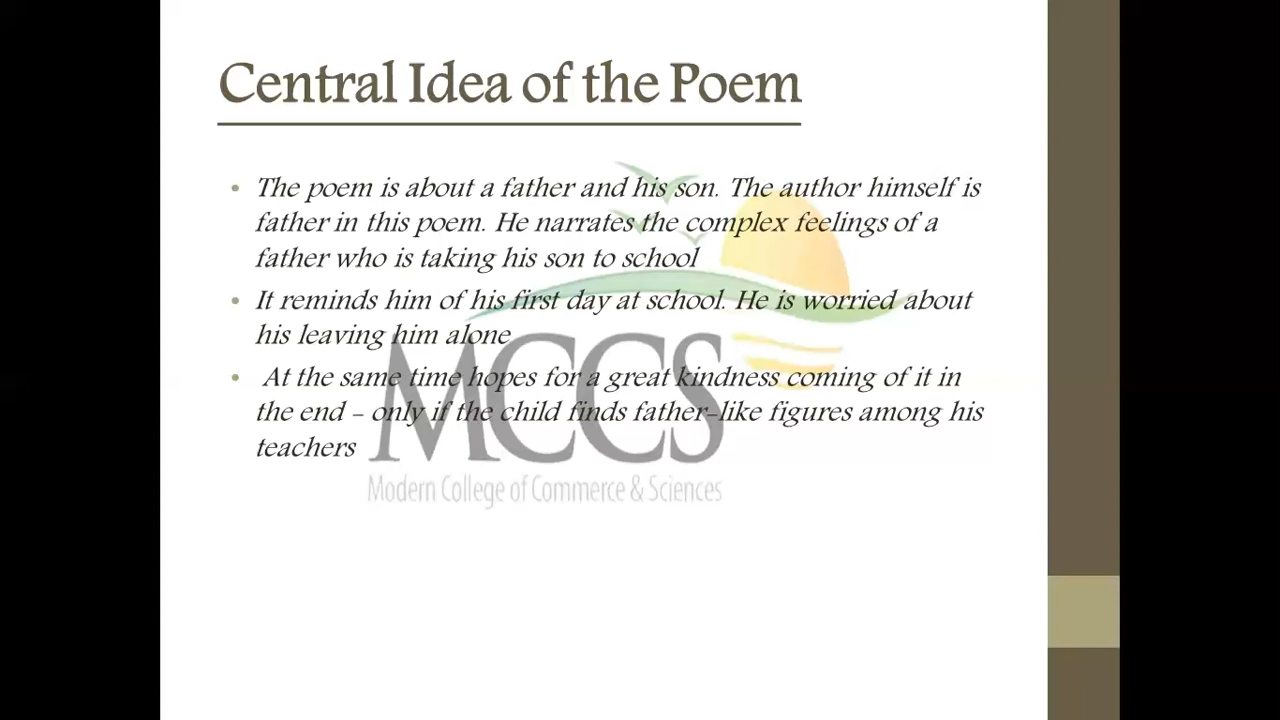 Central Idea of the Poem
• The poem is about a father and his son. The author himself is
father in this poem. He narrates the complex feelings of a
father who is taking his son to school
• It reminds him of his first day at school. He is worried about
his leaving him alone
• At the same time hopes for a great kindness coming of it in
the end – only if the child finds father-like figures among his
teachers
MCCS
Modern College of Commerce & Sciences